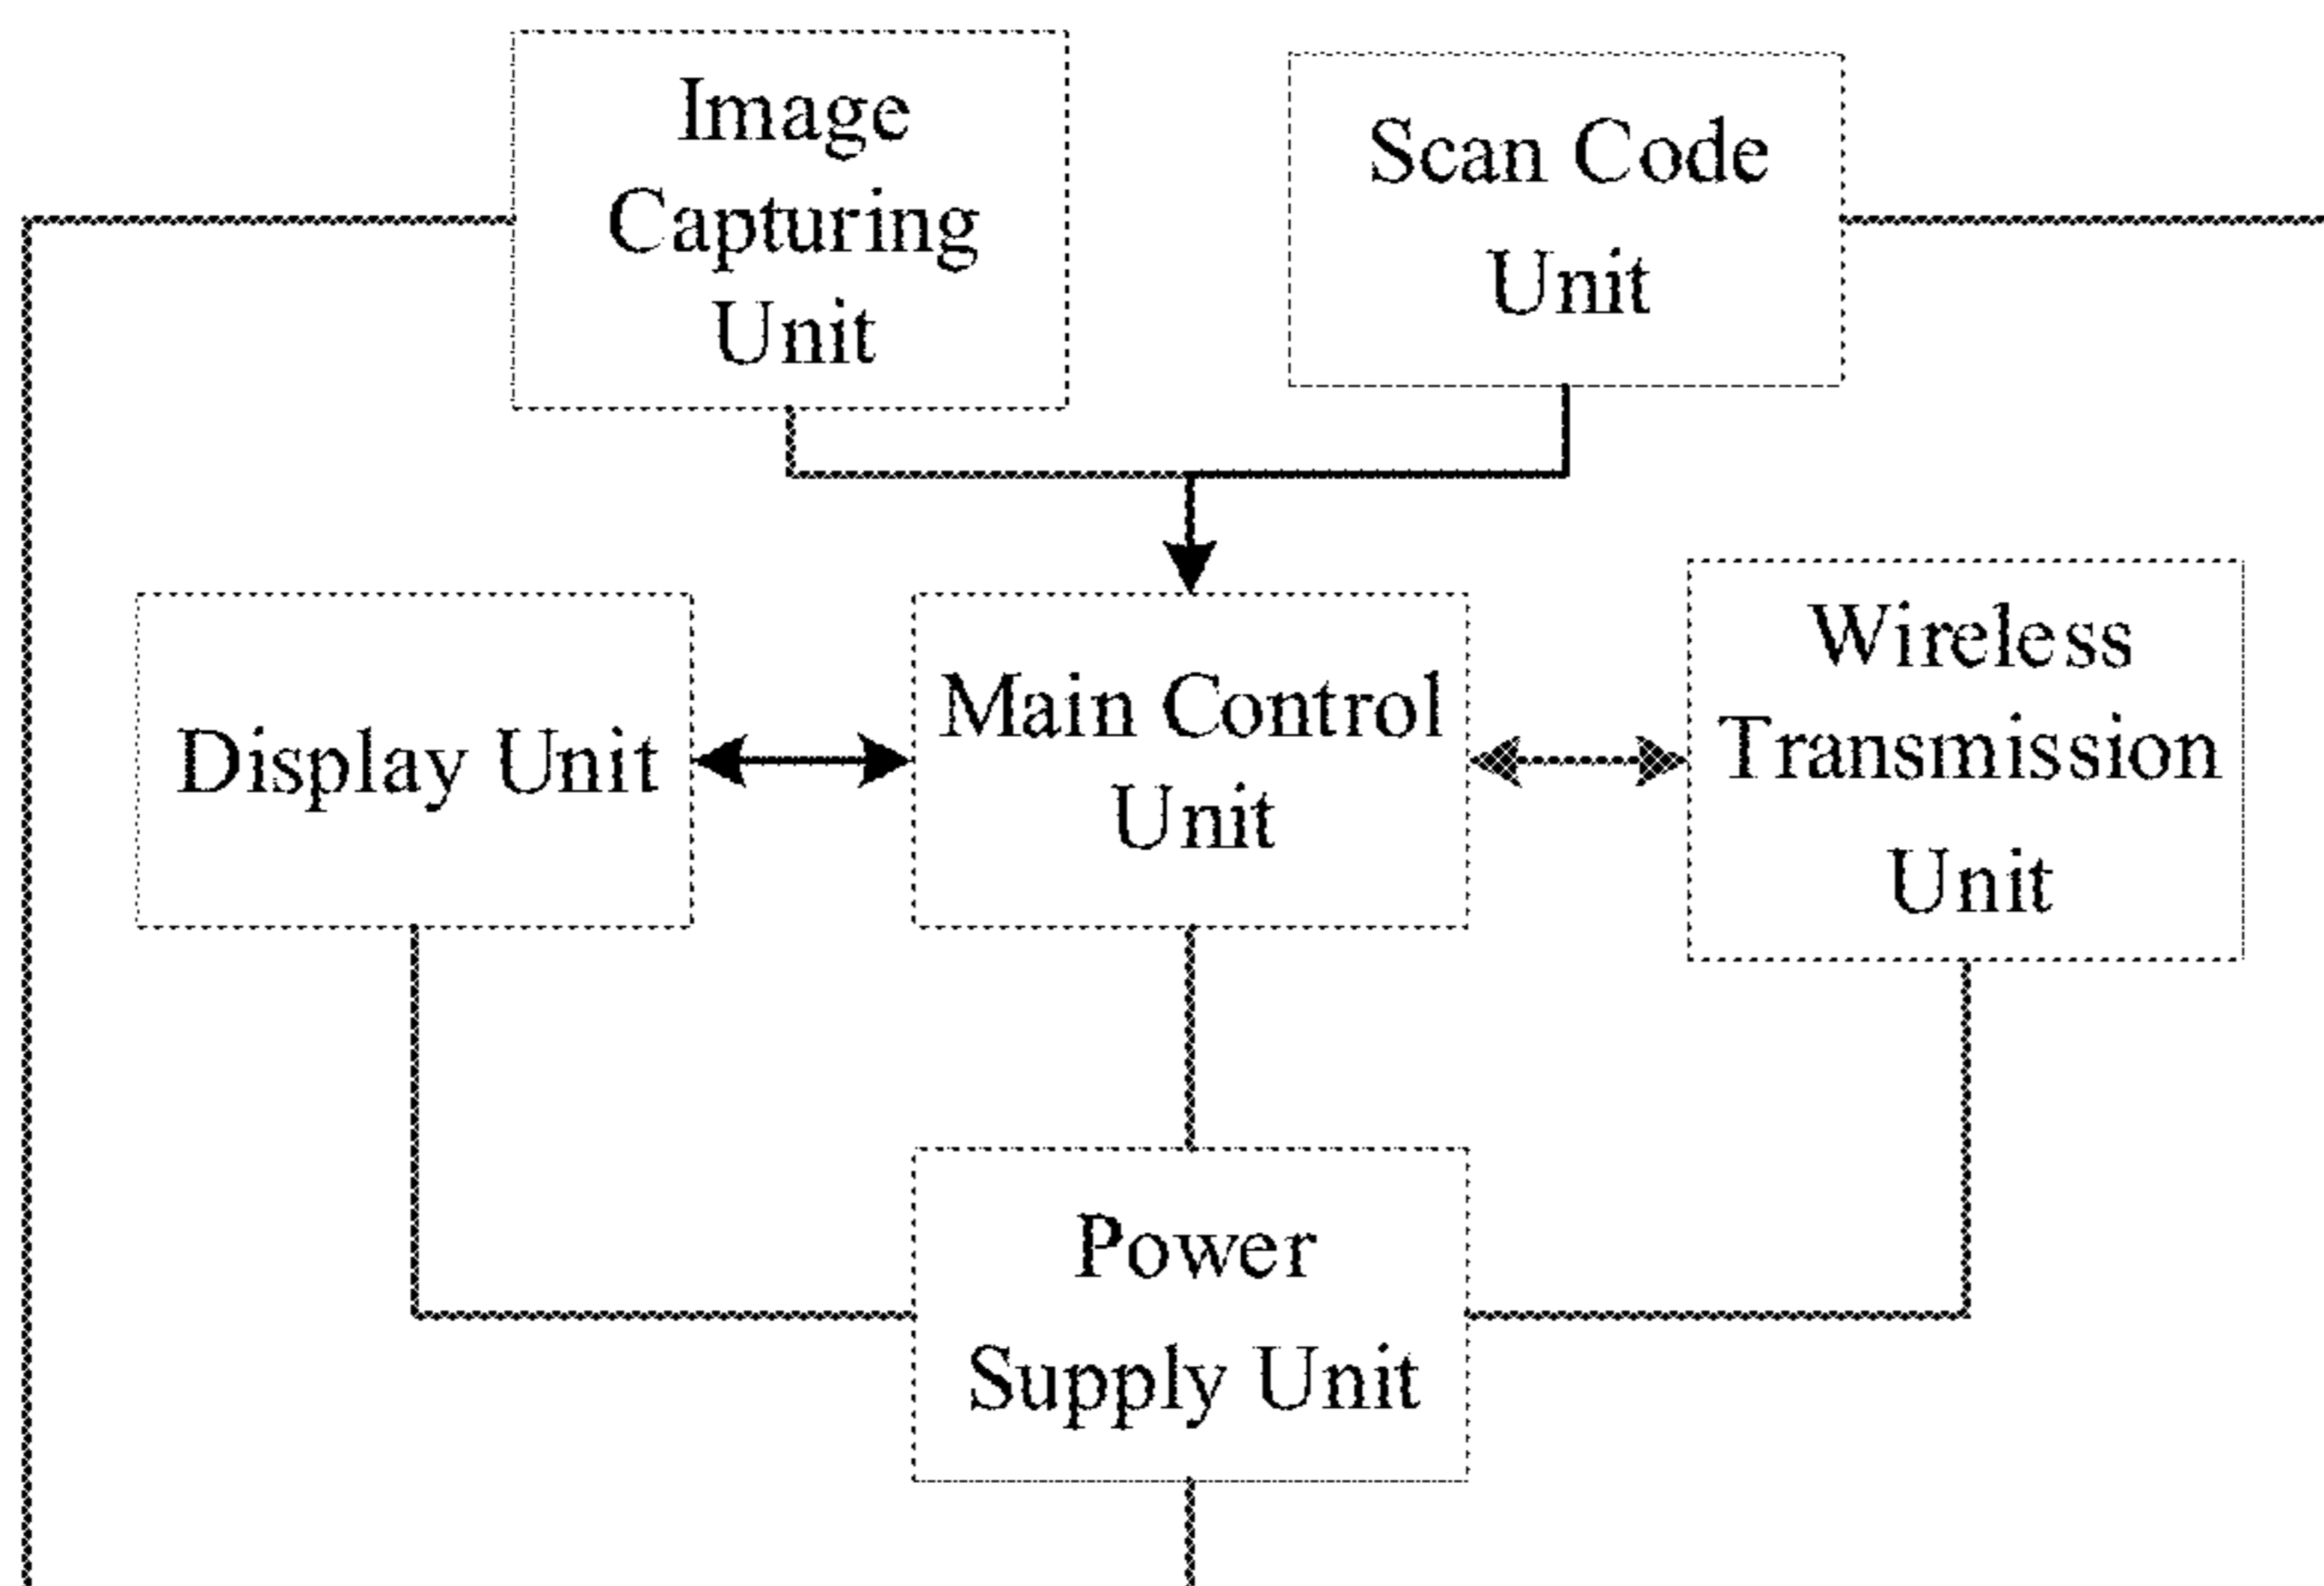 Image
Capturing
Unit
Scan Code
Unit
Display Unit
Main Control
Unit
Wireless
Transmission
Unit
Power
Supply Unit